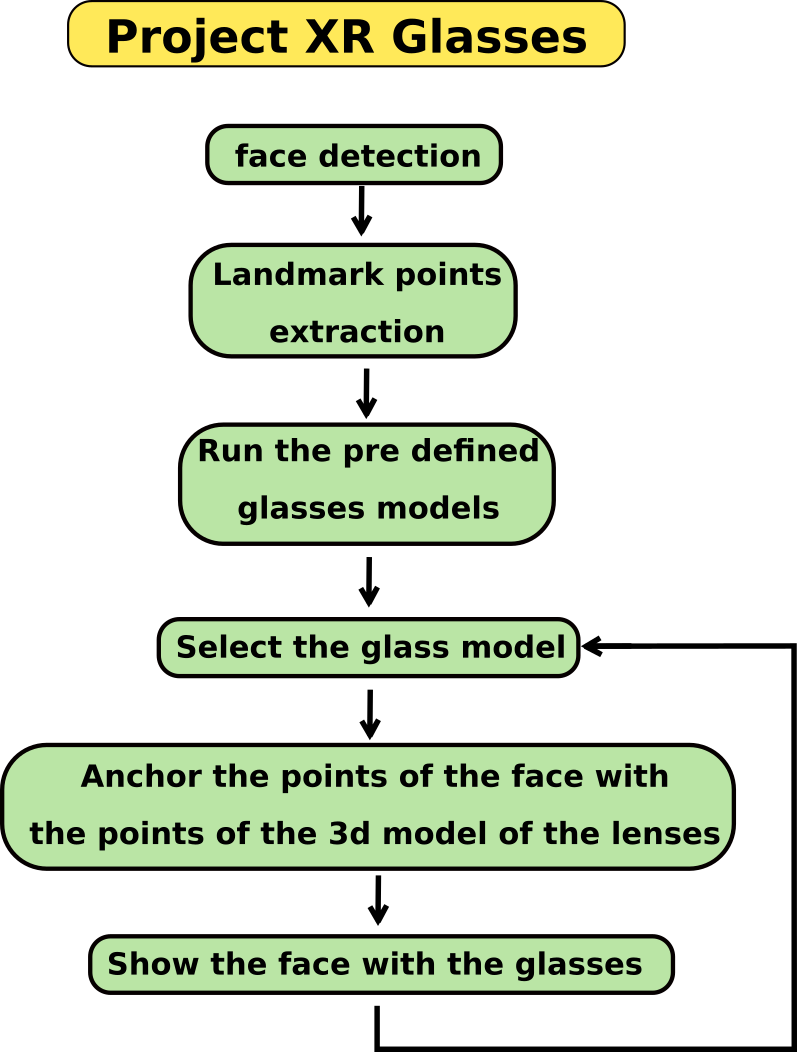 Project XR Glasses
face detection
Landmark points
extraction
Run the pre defined
glasses models
Select the glass model
Anchor the points of the face with
the points of the 3d model of the lenses
Show the face with the glasses